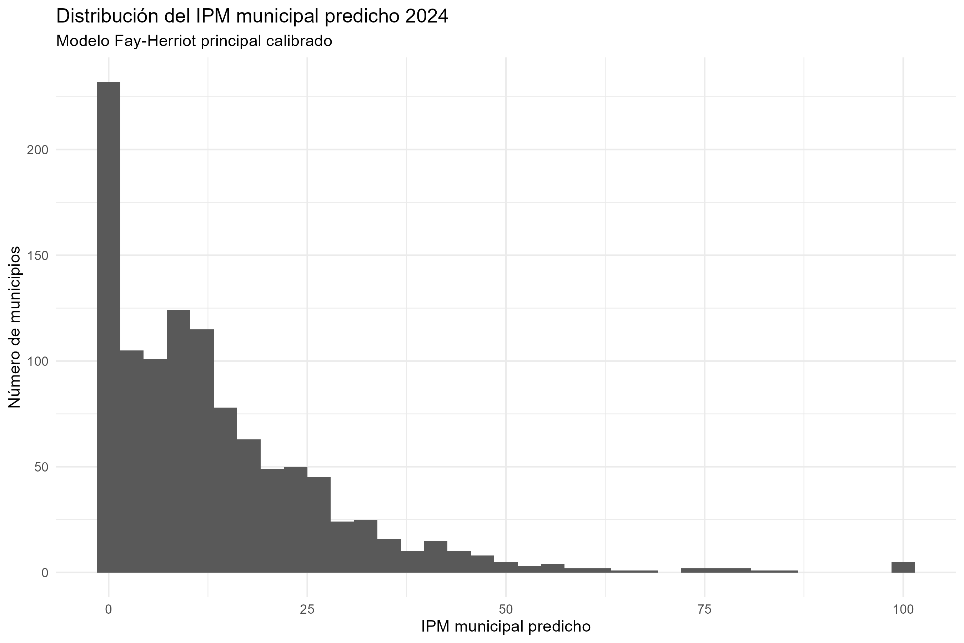 Distribución del IPM municipal predicho 2024
Modelo Fay-Herriot principal calibrado
Número de municipios
200
150
100
50
0
0
25
50
75
100
IPM municipal predicho